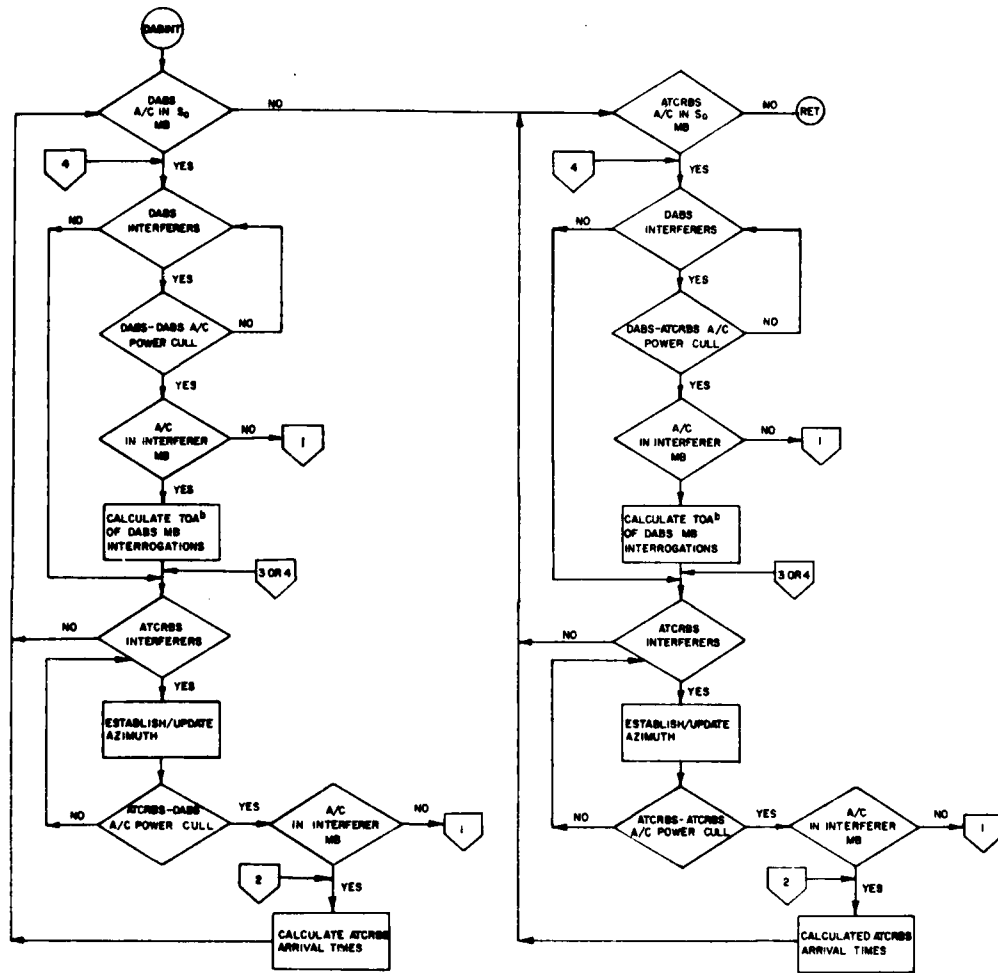 DABINT
DABS
A/C IN S₀
MB
NO
YES
4
DABS
INTERFERERS
NO
YES
DABS-DABS A/C
POWER CULL
NO
YES
A/C
IN INTERFERER
MB
NO
1
YES
CALCULATE TOAᵇ
OF DABS MB
INTERROGATIONS
3 OR 4
ATCRBS
INTERFERERS
NO
YES
ESTABLISH/UPDATE
AZIMUTH
ATCRBS-DABS
A/C POWER CULL
NO
YES
A/C
IN INTERFERER
MB
NO
1
2
YES
CALCULATE ATCRBS
ARRIVAL TIMES
ATCRBS
A/C IN S₀
MB
NO
RET
YES
4
DABS
INTERFERERS
NO
YES
DABS-ATCRBS A/C
POWER CULL
NO
YES
A/C
IN INTERFERER
MB
NO
1
YES
CALCULATE TOAᵇ
OF DABS MB
INTERROGATIONS
3 OR 4
ATCRBS
INTERFERERS
NO
YES
ESTABLISH/UPDATE
AZIMUTH
ATCRBS-ATCRBS
A/C POWER CULL
NO
YES
A/C
IN INTERFERER
MB
NO
1
2
YES
CALCULATED ATCRBS
ARRIVAL TIMES